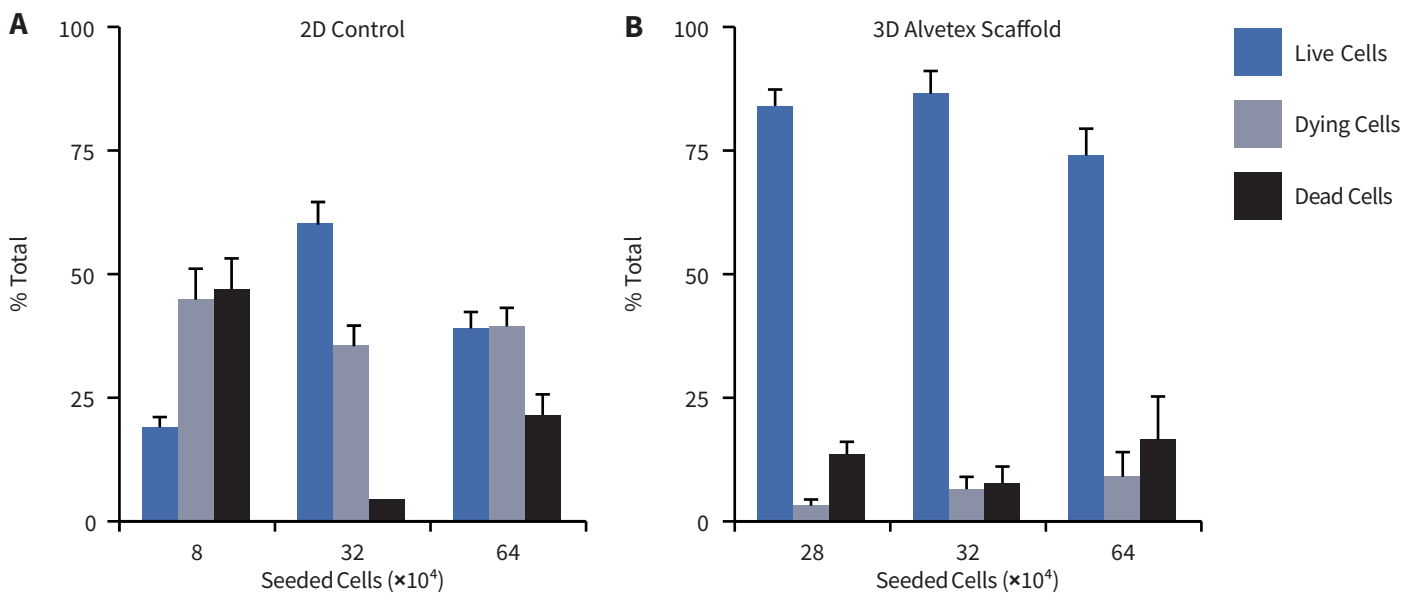 A
2D Control
100
75
50
25
0
% Total
8
32
64
Seeded Cells (×10⁴)
B
3D Alvetex Scaffold
100
75
50
25
0
% Total
28
32
64
Seeded Cells (×10⁴)
Live Cells
Dying Cells
Dead Cells